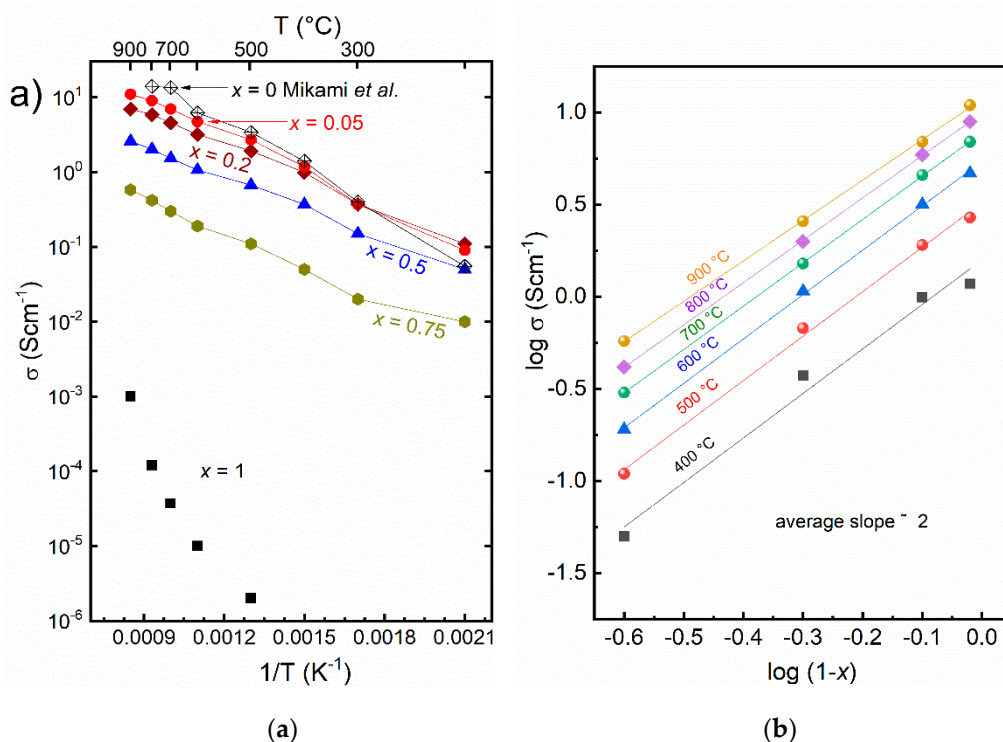 T (°C)
900 700 500 300
a)
10¹
10⁰
10⁻¹
10⁻²
10⁻³
10⁻⁴
10⁻⁵
10⁻⁶
σ (Scm⁻¹)
x = 0 Mikami et al.
x = 0.05
x = 0.2
x = 0.5
x = 0.75
x = 1
0.0009 0.0012 0.0015 0.0018 0.0021
1/T (K⁻¹)
(a)
b)
1.0
0.5
0.0
-0.5
-1.0
-1.5
log σ (Scm⁻¹)
900 °C
800 °C
700 °C
600 °C
500 °C
400 °C
average slope ~ 2
-0.6 -0.5 -0.4 -0.3 -0.2 -0.1 0.0
log (1-x)
(b)